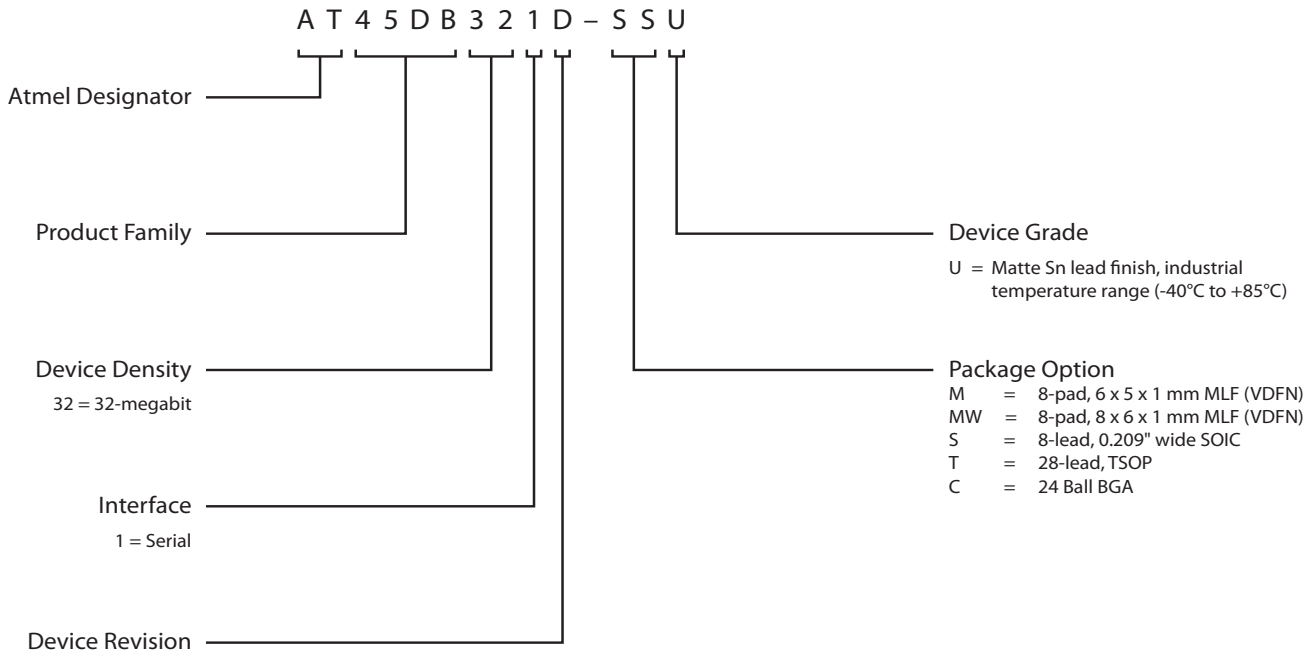 A T 4 5 D B 3 2 1 D – S S U
Atmel Designator
Product Family
Device Density
32 = 32-megabit
Interface
1 = Serial
Device Revision
Device Grade
U = Matte Sn lead finish, industrial
temperature range (-40°C to +85°C)
Package Option
M = 8-pad, 6 x 5 x 1 mm MLF (VDFN)
MW = 8-pad, 8 x 6 x 1 mm MLF (VDFN)
S = 8-lead, 0.209" wide SOIC
T = 28-lead, TSOP
C = 24 Ball BGA